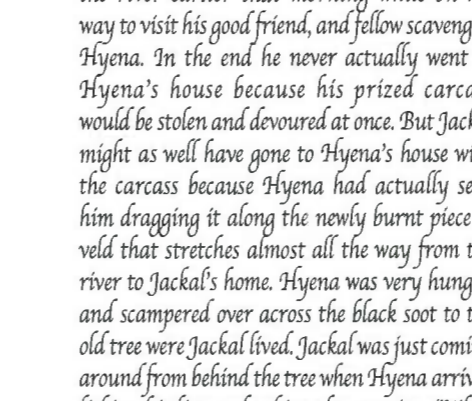 way to visit his good friend, and fellow scaveng
Hyena. In the end he never actually went
Hyena's house because his prized carca
would be stolen and devoured at once. But Jack
might as well have gone to Hyena's house wi
the carcass because Hyena had actually se
him dragging it along the newly burnt piece
veld that stretches almost all the way from t
river to Jackal's home. Hyena was very hung
and scampered over across the black soot to t
old tree were Jackal lived. Jackal was just comi
around from behind the tree when Hyena arriv